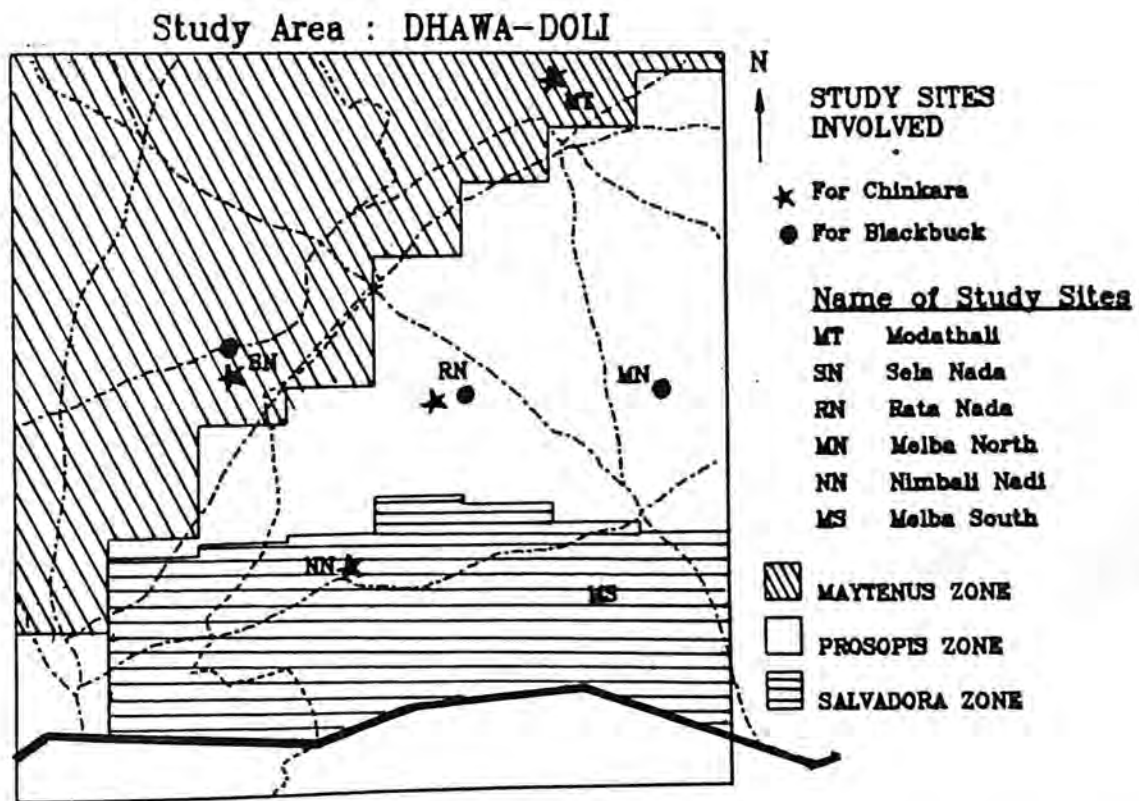 Study Area : DHAWA-DOLI
N
STUDY SITES
INVOLVED
For Chinkara
For Blackbuck
Name of Study Sites
MT Modathali
SN Sela Nada
RN Rata Nada
MN Melba North
NN Nimbali Nadi
MS Melba South
MAYTENUS ZONE
PROSOPIS ZONE
SALVADORA ZONE
MT
SN
RN
MN
NN
MS